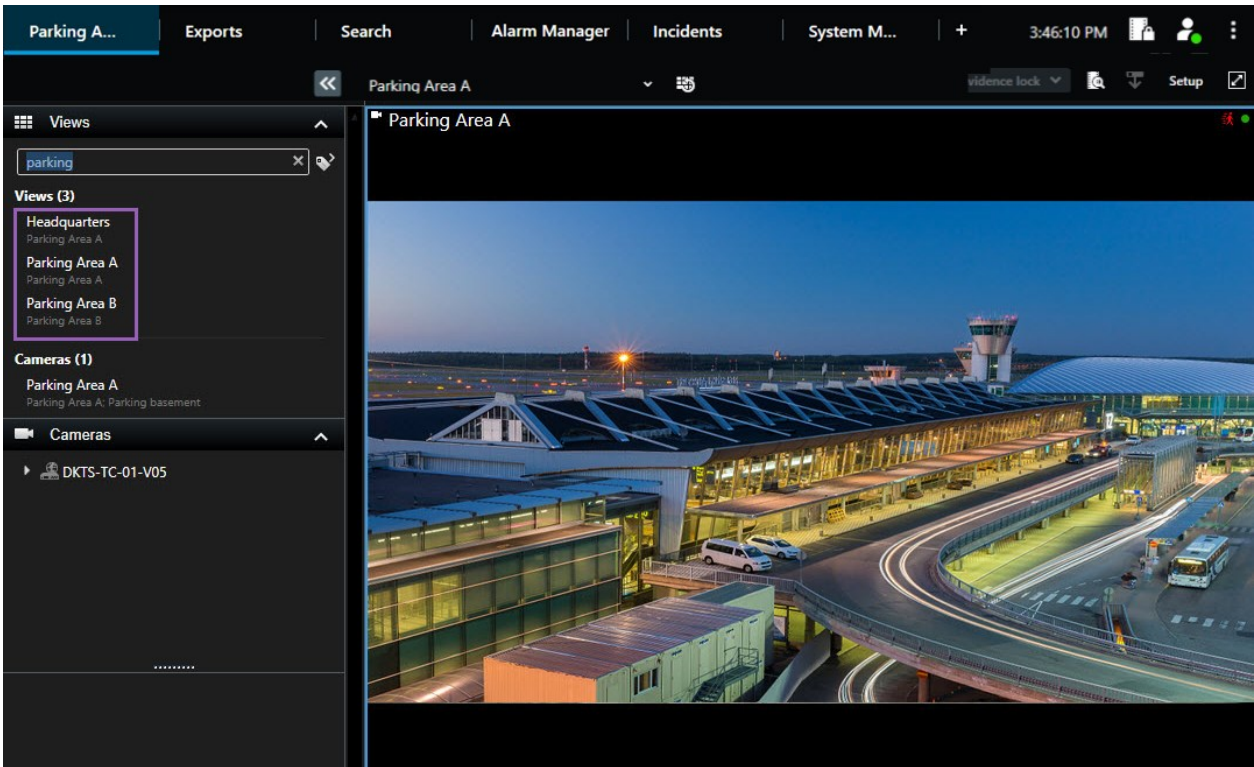 Parking A...
Exports
Search
Alarm Manager
Incidents
System M...
+
3:46:10 PM
Parking Area A
vidence lock
Setup
Views
parking
Views (3)
Headquarters
Parking Area A
Parking Area A
Parking Area A
Parking Area B
Parking Area B
Cameras (1)
Parking Area A
Parking Area A; Parking basement
Cameras
DKTS-TC-01-V05
Parking Area A